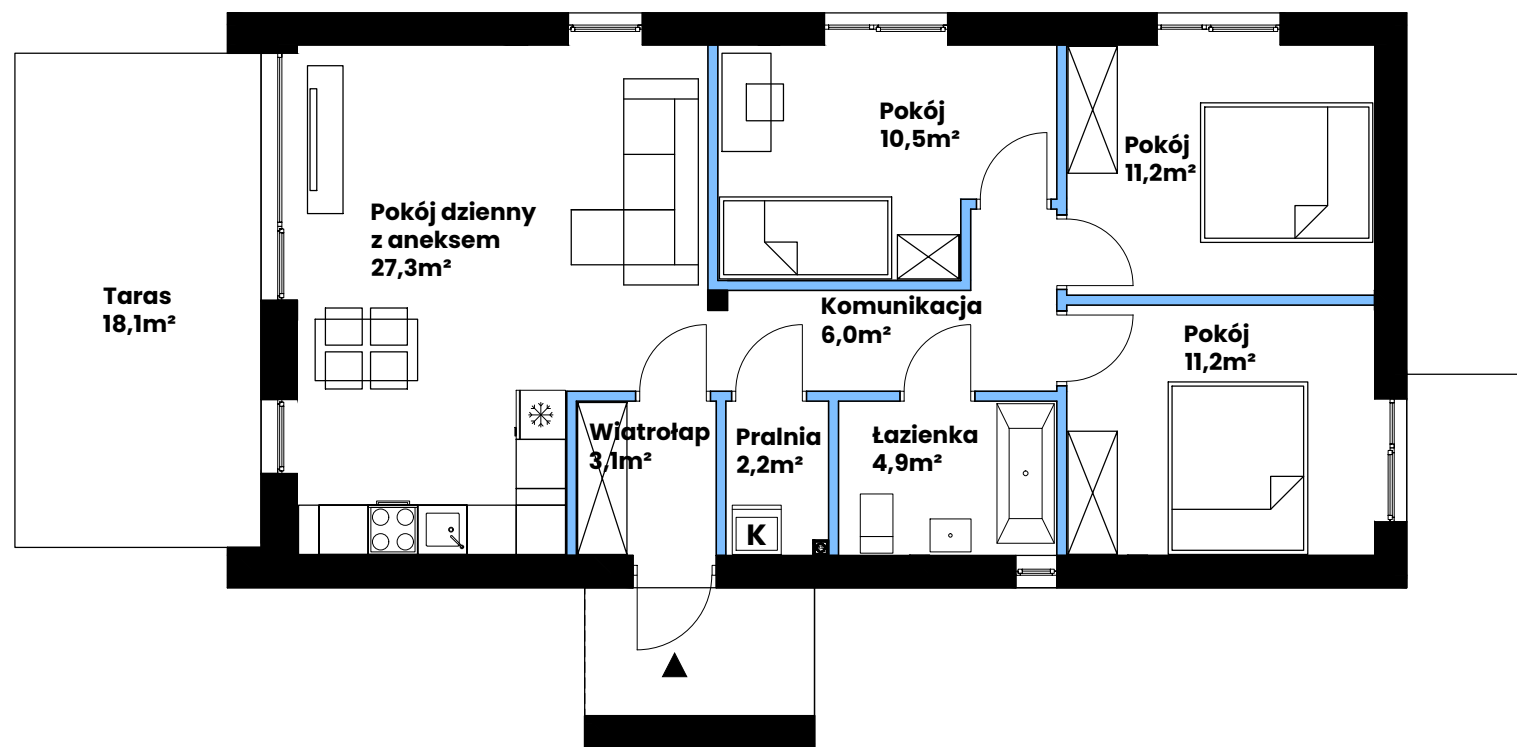 Pokój
10,5m²
Pokój
11,2m²
Pokój dzienny
z aneksem
27,3m²
Taras
18,1m²
Komunikacja
6,0m²
Pokój
11,2m²
Wiatrołap
3,1m²
Pralnia
2,2m²
Łazienka
4,9m²
K